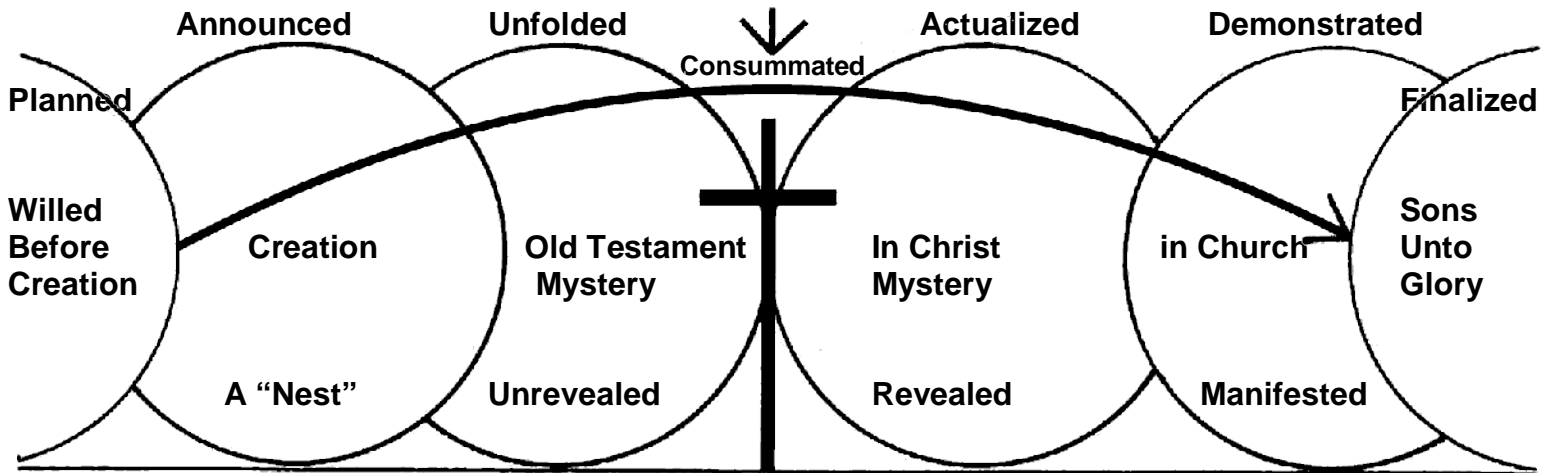 Announced Unfolded Actualized Demonstrated
Consummated
Planned Finalized
Willed
Before
Creation
Creation
Old Testament
Mystery
In Christ
Mystery
in Church
Sons
Unto
Glory
A “Nest” Unrevealed Revealed Manifested